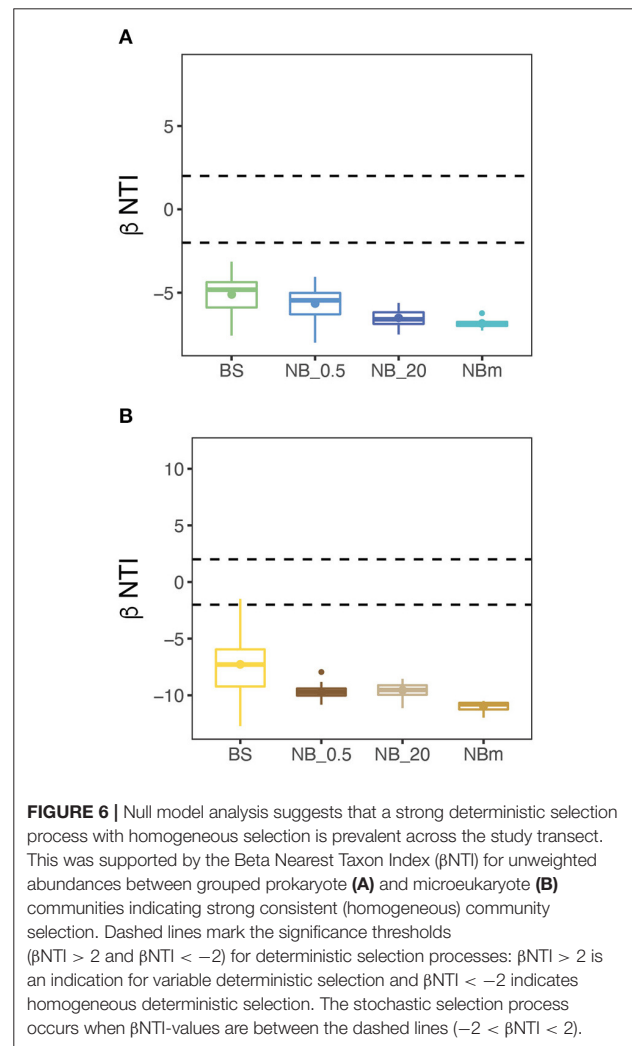 A
β NTI
5
0
−5
BS NB_0.5 NB_20 NBm
B
β NTI
10
5
0
−5
−10
BS NB_0.5 NB_20 NBm
FIGURE 6 | Null model analysis suggests that a strong deterministic selection
process with homogeneous selection is prevalent across the study transect.
This was supported by the Beta Nearest Taxon Index (βNTI) for unweighted
abundances between grouped prokaryote (A) and microeukaryote (B)
communities indicating strong consistent (homogeneous) community
selection. Dashed lines mark the significance thresholds
(βNTI > 2 and βNTI < −2) for deterministic selection processes: βNTI > 2 is
an indication for variable deterministic selection and βNTI < −2 indicates
homogeneous deterministic selection. The stochastic selection process
occurs when βNTI-values are between the dashed lines (−2 < βNTI < 2).